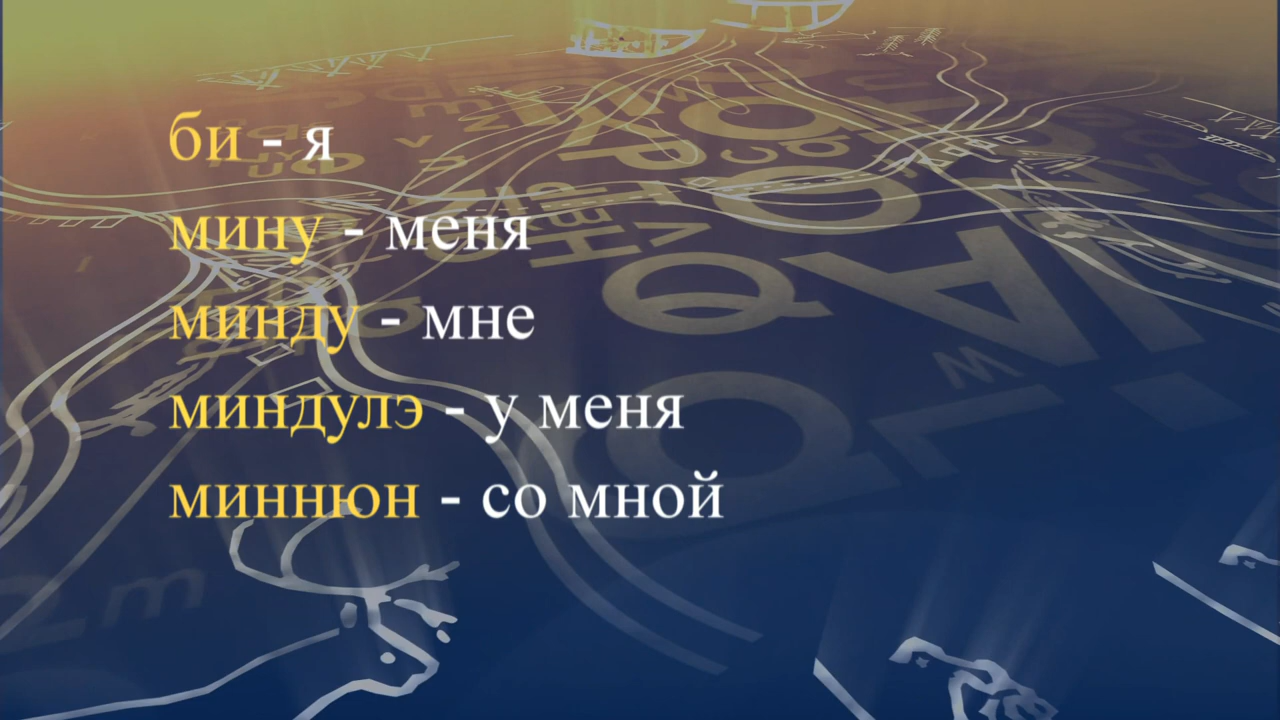 би - я
мину - меня
минду - мне
миндулэ - у меня
миннюн - со мной